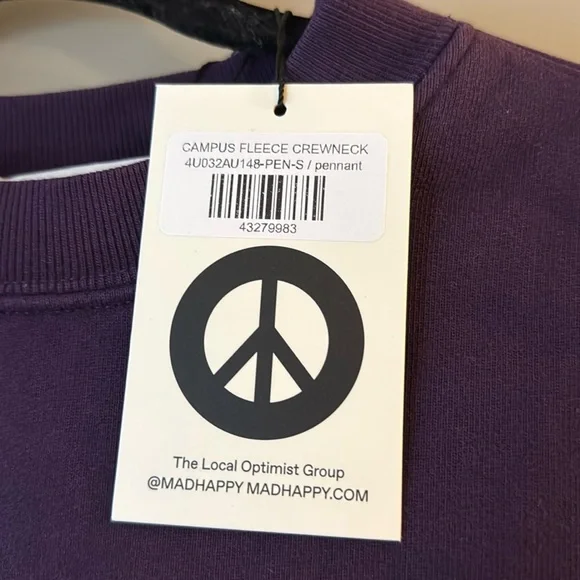 CAMPUS FLEECE CREWNECK
4U032AU148-PEN-S / pennant
43279983
The Local Optimist Group
@MADHAPPY MADHAPPY.COM